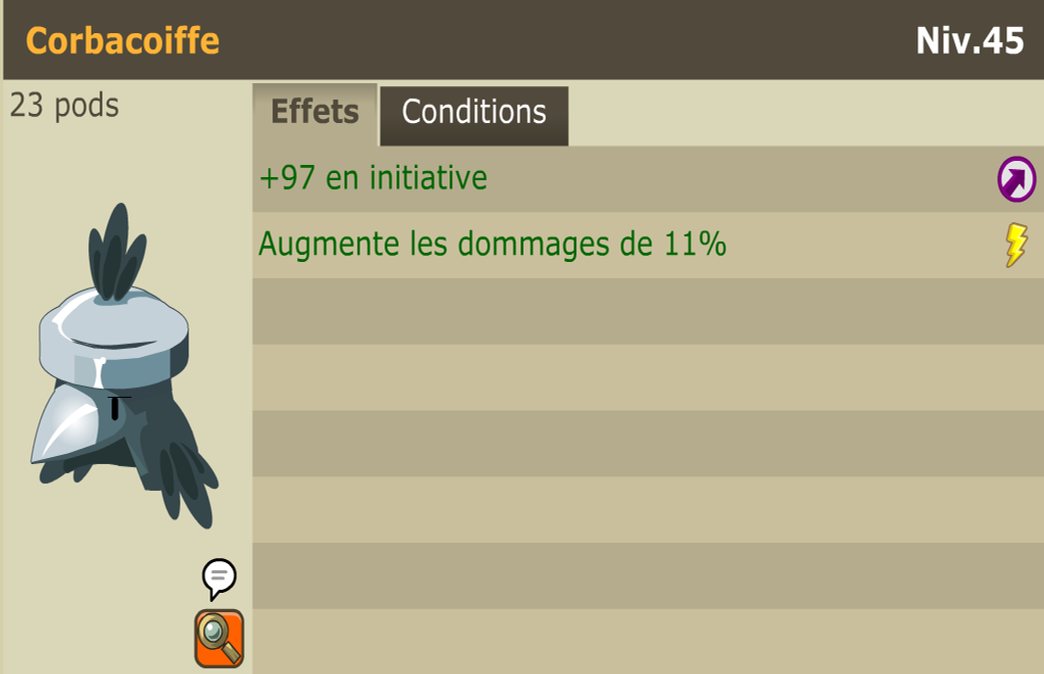 Corbacoiffe
Niv.45
23 pods
Effets
Conditions
+97 en initiative
Augmente les dommages de 11%